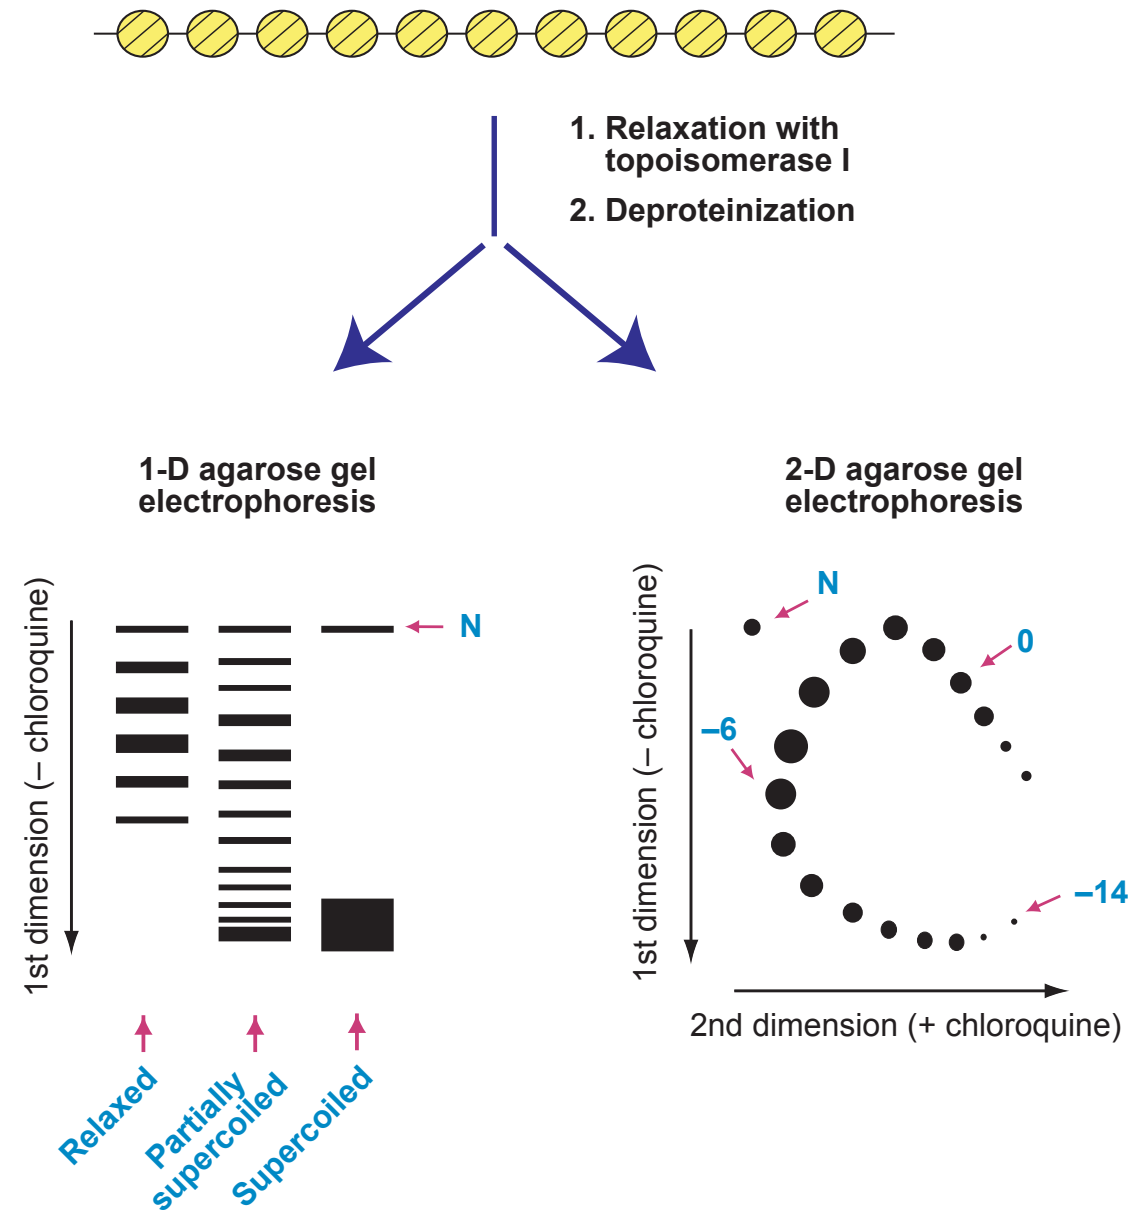 1. Relaxation with
topoisomerase I
2. Deproteinization
1-D agarose gel
electrophoresis
1st dimension (– chloroquine)
N
Relaxed
Partially
supercoiled
Supercoiled
2-D agarose gel
electrophoresis
1st dimension (– chloroquine)
N
0
–6
–14
2nd dimension (+ chloroquine)